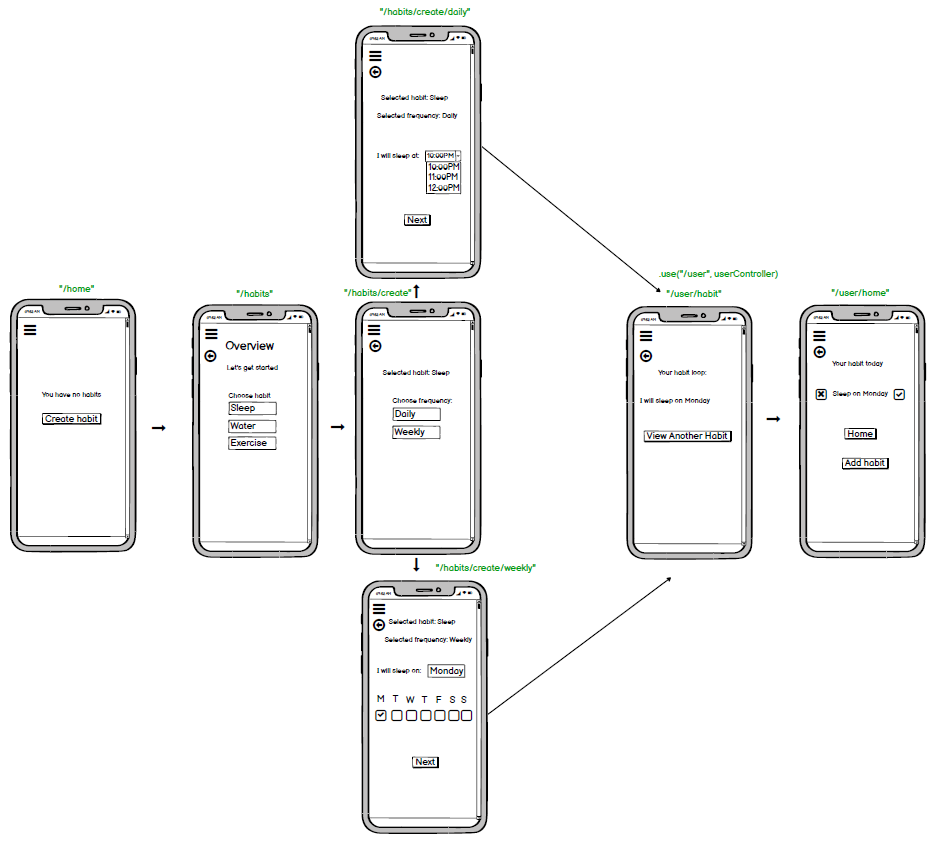 "/habits/create/daily"
09:52 AM
Selected habit: Sleep
Selected frequency: Daily
I will sleep at: 10:00PM
10:00PM
11:00PM
12:00PM
Next
"/home"
You have no habits
Create habit
"/habits"
Overview
Let's get started
Choose habit
Sleep
Water
Exercise
"/habits/create"
Selected habit: Sleep
Choose frequency:
Daily
Weekly
"/habits/create/weekly"
Selected habit: Sleep
Selected frequency: Weekly
I will sleep on: Monday
M T W T F S S
Next
.use("/user", userController)
"/user/habit"
Your habit loop:
I will sleep on Monday
View Another Habit
"/user/home"
Your habit today
Sleep on Monday
Home
Add habit